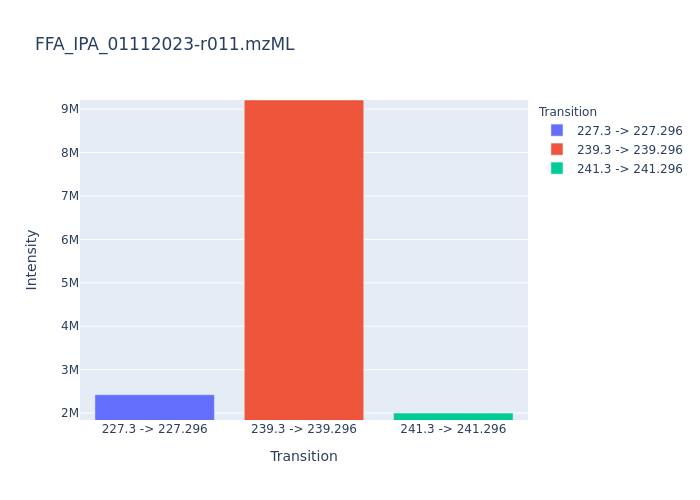 FFA_IPA_01112023-r011.mzML
Transition
227.3 -> 227.296
239.3 -> 239.296
241.3 -> 241.296
9M
8M
7M
6M
5M
4M
3M
2M
Intensity
227.3 -> 227.296
239.3 -> 239.296
241.3 -> 241.296
Transition